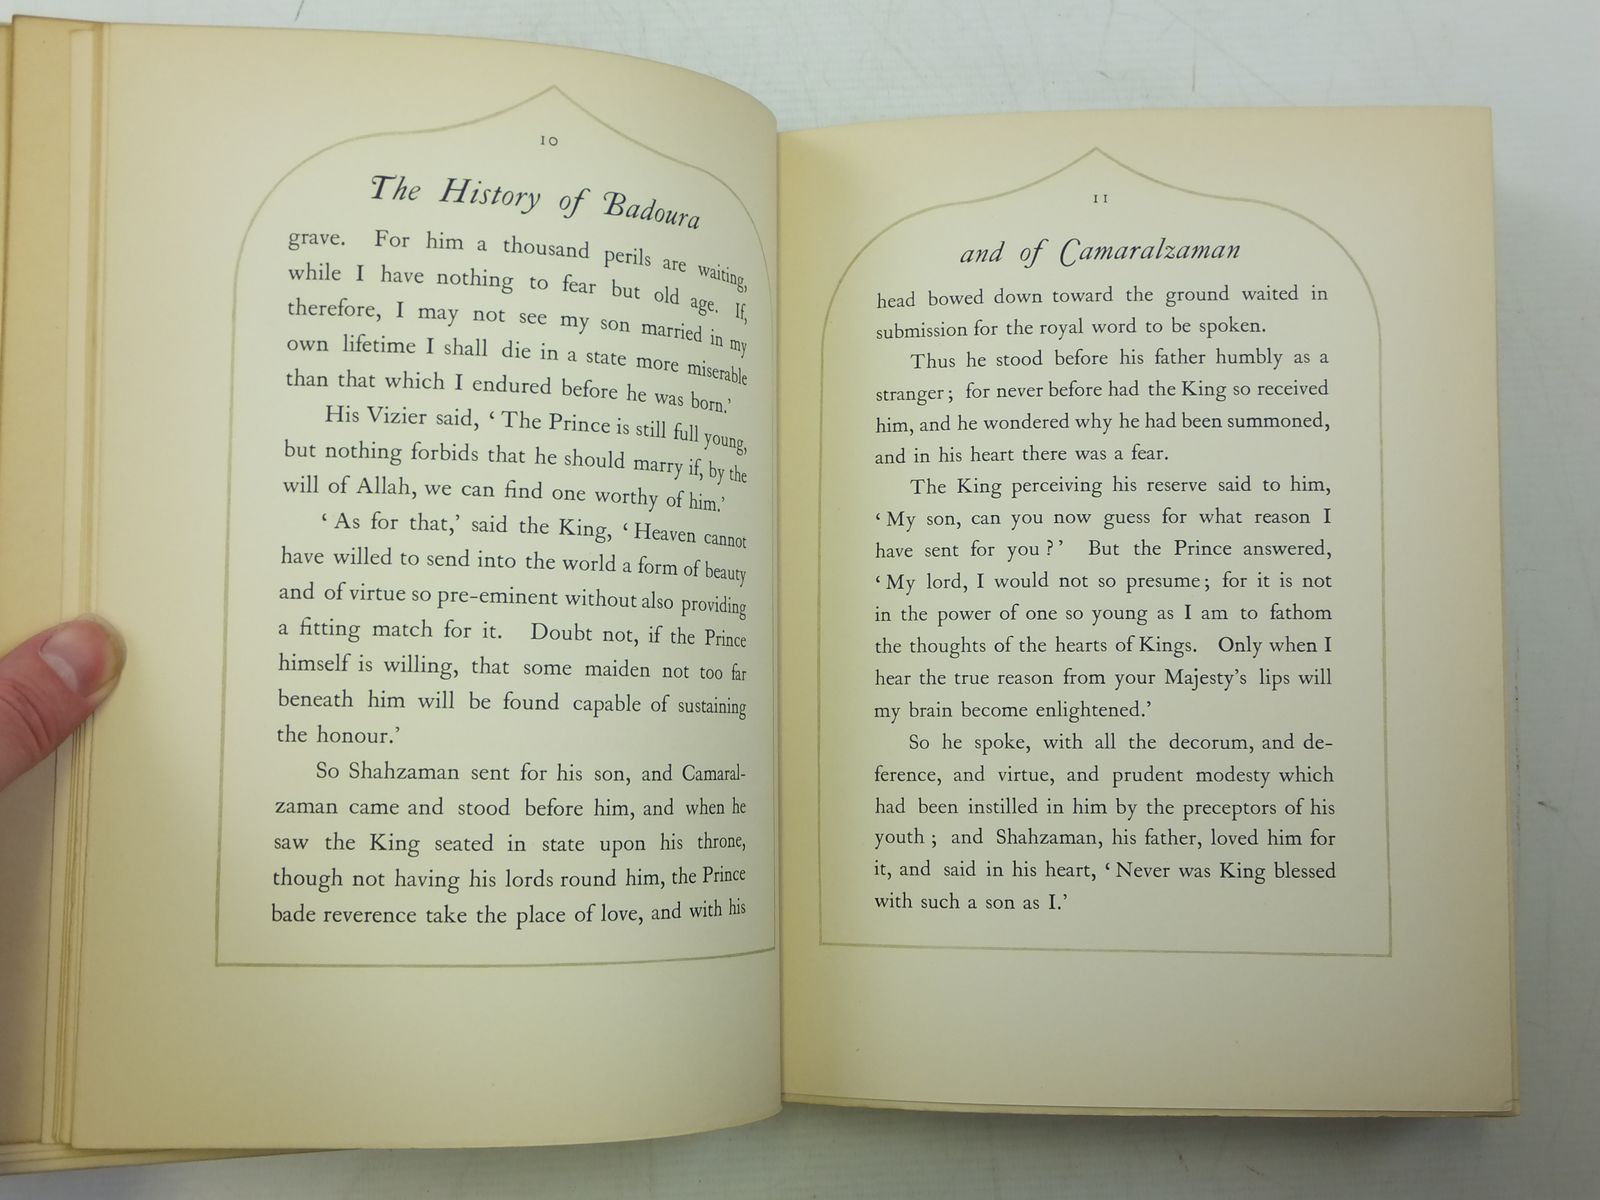 10
The History of Badoura
grave. For him a thousand perils are waiting,
while I have nothing to fear but old age. If,
therefore, I may not see my son married in my
own lifetime I shall die in a state more miserable
than that which I endured before he was born.’
His Vizier said, ‘ The Prince is still full young,
but nothing forbids that he should marry if, by the
will of Allah, we can find one worthy of him.’
‘ As for that,’ said the King, ‘ Heaven cannot
have willed to send into the world a form of beauty
and of virtue so pre-eminent without also providing
a fitting match for it. Doubt not, if the Prince
himself is willing, that some maiden not too far
beneath him will be found capable of sustaining
the honour.’
So Shahzaman sent for his son, and Camaral-
zaman came and stood before him, and when he
saw the King seated in state upon his throne,
though not having his lords round him, the Prince
bade reverence take the place of love, and with his
11
and of Camaralzaman
head bowed down toward the ground waited in
submission for the royal word to be spoken.
Thus he stood before his father humbly as a
stranger ; for never before had the King so received
him, and he wondered why he had been summoned,
and in his heart there was a fear.
The King perceiving his reserve said to him,
‘ My son, can you now guess for what reason I
have sent for you ? ’ But the Prince answered,
‘ My lord, I would not so presume ; for it is not
in the power of one so young as I am to fathom
the thoughts of the hearts of Kings. Only when I
hear the true reason from your Majesty’s lips will
my brain become enlightened.’
So he spoke, with all the decorum, and de-
ference, and virtue, and prudent modesty which
had been instilled in him by the preceptors of his
youth ; and Shahzaman, his father, loved him for
it, and said in his heart, ‘ Never was King blessed
with such a son as I.’